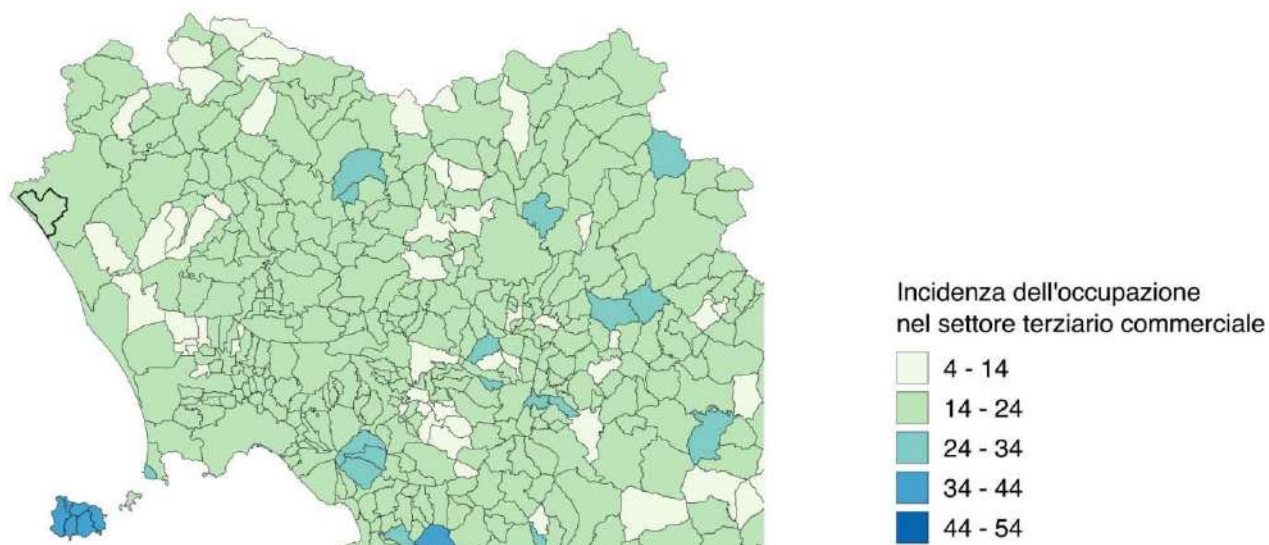 Incidenza dell'occupazione
nel settore terziario commerciale
4 - 14
14 - 24
24 - 34
34 - 44
44 - 54